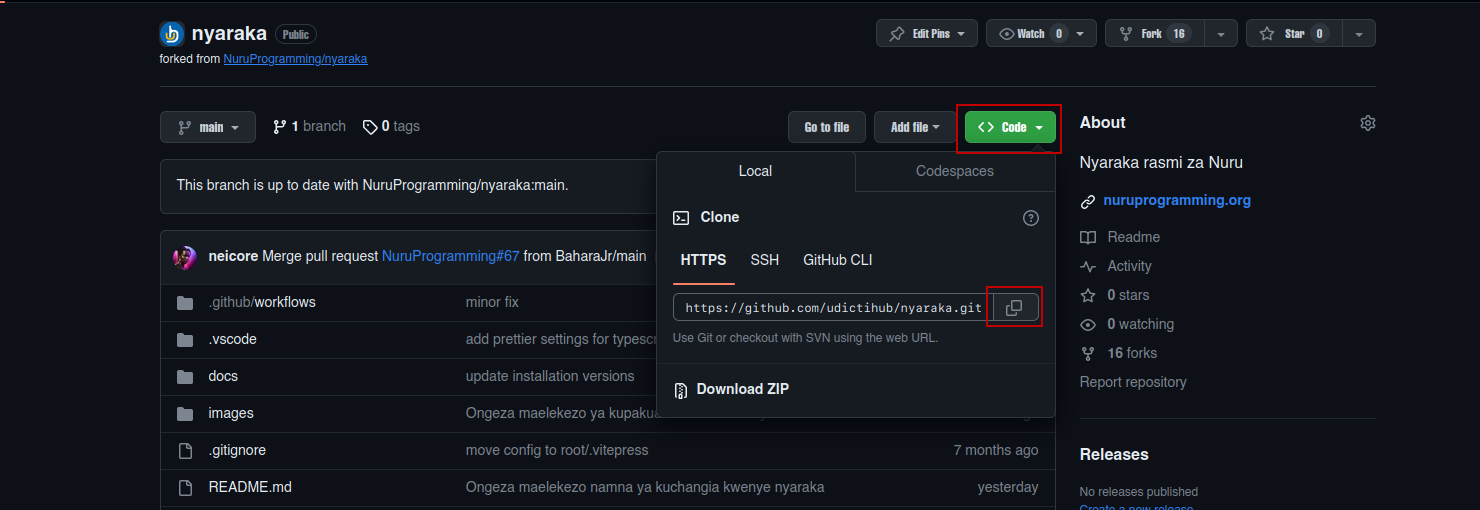 nyaraka Public
Edit Pins
Watch 0
Fork 16
Star 0
forked from NuruProgramming/nyaraka
main
1 branch
0 tags
Go to file
Add file
Code
This branch is up to date with NuruProgramming/nyaraka:main.
Local
Codespaces
Clone
HTTPS
SSH
GitHub CLI
https://github.com/udictihub/nyaraka.git
Use Git or checkout with SVN using the web URL.
Download ZIP
neicore Merge pull request NuruProgramming#67 from BaharaJr/main
.github/workflows
minor fix
.vscode
add prettier settings for
docs
update installation versions
images
Ongeza maelekezo ya
.gitignore
move config to root/.vitepress
7 months ago
README.md
Ongeza maelekezo namna ya kuchangia kwenye nyaraka
yesterday
About
Nyaraka rasmi za Nuru
nuruprogramming.org
Readme
Activity
0 stars
0 watching
16 forks
Report repository
Releases
No releases published
Create a new release